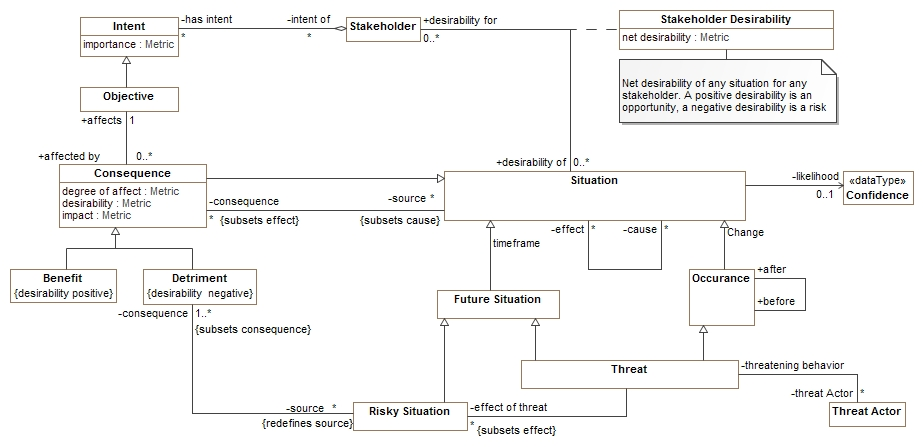 Intent
importance : Metric
-has intent
*
-intent of
*
Stakeholder
+desirability for
0..*
Stakeholder Desirability
net desirability : Metric
Net desirability of any situation for any
stakeholder. A positive desirability is an
opportunity, a negative desirability is a risk
Objective
+affects
1
+affected by
0..*
Consequence
degree of affect : Metric
desirability : Metric
impact : Metric
-consequence
*
{subsets effect}
-source *
{subsets cause}
+desirability of
0..*
Situation
-likelihood
0..1
«dataType»
Confidence
-effect
*
-cause
*
timeframe
Change
Benefit
{desirability positive}
Detriment
{desirability negative}
Future Situation
Occurance
+after
+before
-consequence
1..*
{subsets consequence}
Threat
-threatening behavior
-threat Actor
*
Threat Actor
-source *
{redefines source}
Risky Situation
-effect of threat
*
{subsets effect}